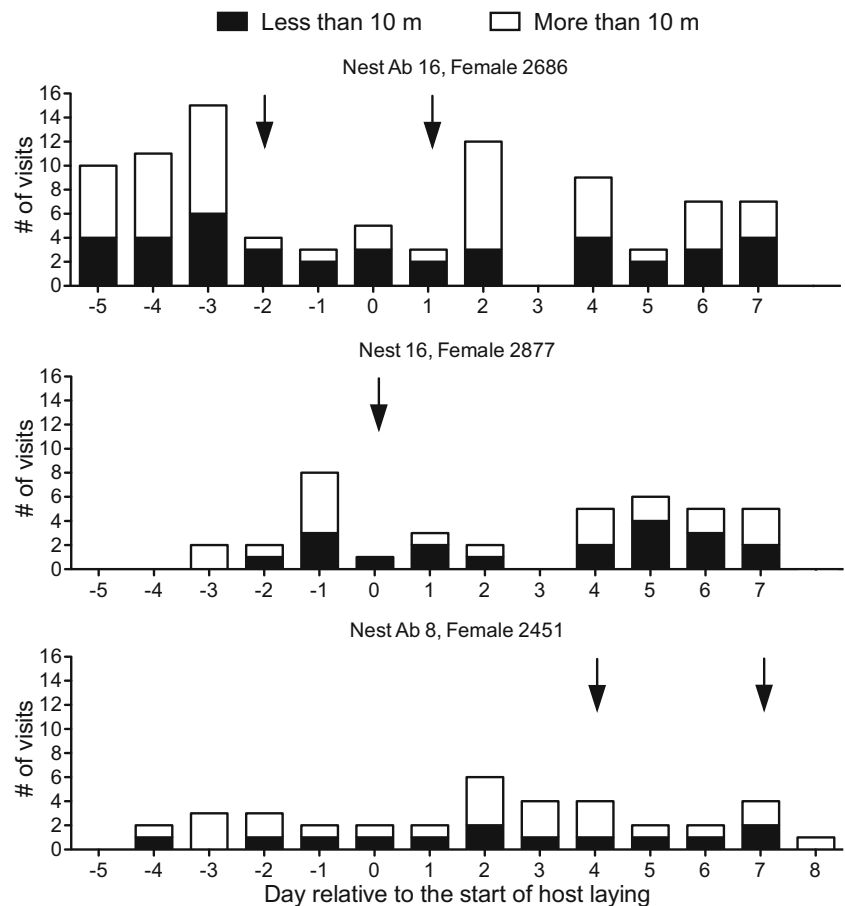 Less than 10 m More than 10 m
Nest Ab 16, Female 2686
16
14
12
10
8
6
4
2
0
# of visits
-5 -4 -3 -2 -1 0 1 2 3 4 5 6 7
Nest 16, Female 2877
16
14
12
10
8
6
4
2
0
# of visits
-5 -4 -3 -2 -1 0 1 2 3 4 5 6 7
Nest Ab 8, Female 2451
16
14
12
10
8
6
4
2
0
# of visits
-5 -4 -3 -2 -1 0 1 2 3 4 5 6 7 8
Day relative to the start of host laying